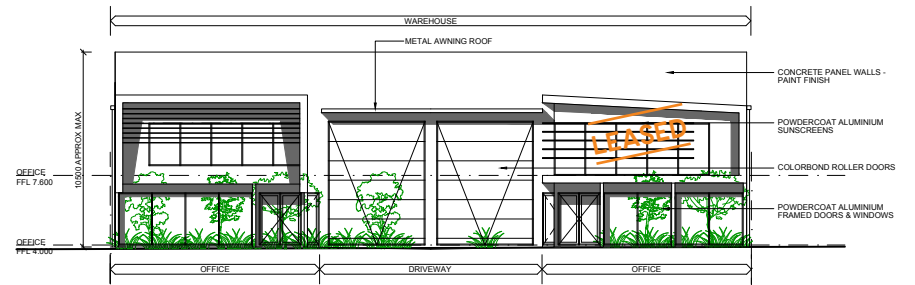 WAREHOUSE
METAL AWNING ROOF
CONCRETE PANEL WALLS -
PAINT FINISH
POWDERCOAT ALUMINIUM
SUNSCREENS
LEASED
COLORBOND ROLLER DOORS
POWDERCOAT ALUMINIUM
FRAMED DOORS & WINDOWS
10500 APPROX MAX
OFFICE
FFL 7.600
OFFICE
FFL 4.000
OFFICE
DRIVEWAY
OFFICE